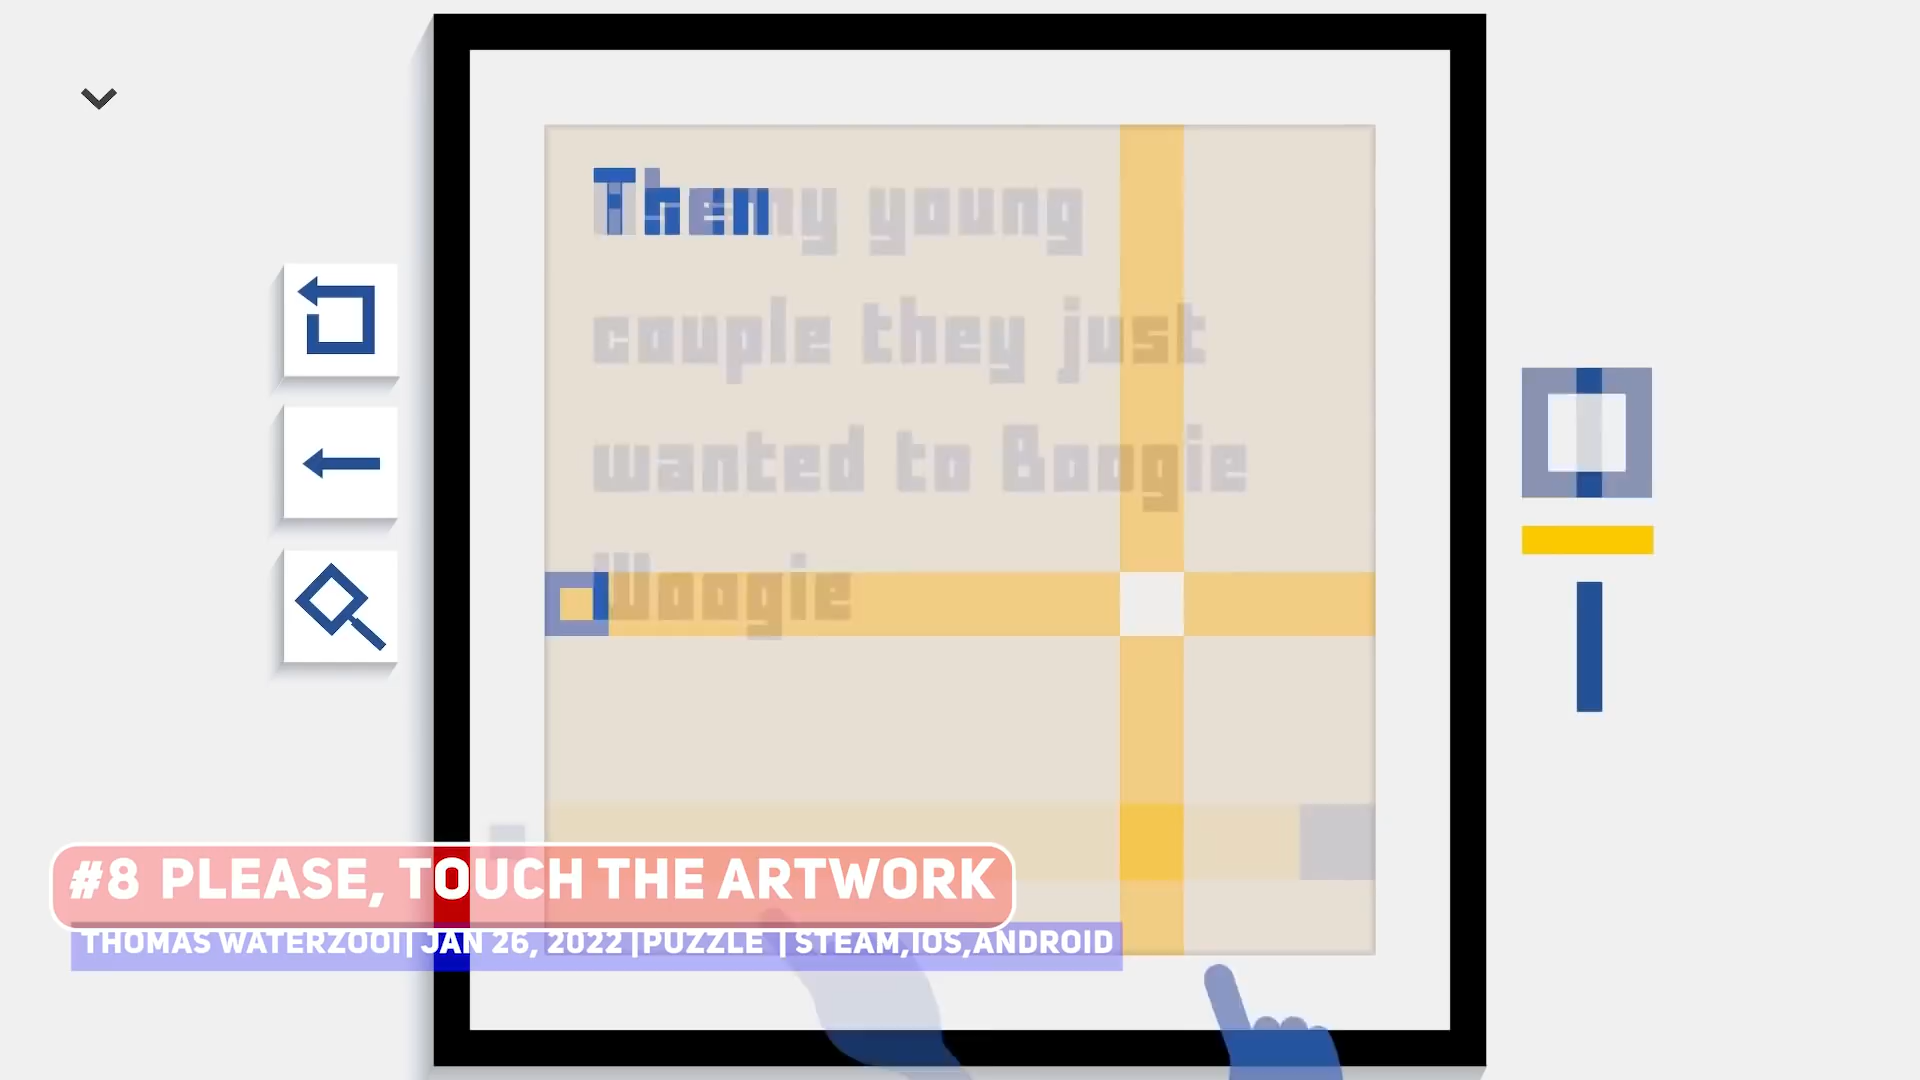 Then young
couple they just
wanted to Boogie
Woogie
#8 PLEASE, TOUCH THE ARTWORK
THOMAS WATERZOOI| JAN 26, 2022 |PUZZLE | STEAM,IOS,ANDROID